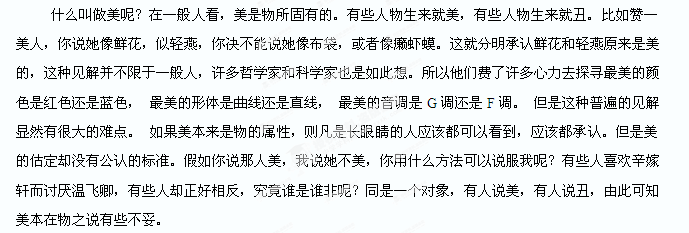 什么叫做美呢？在一般人看，美是物所固有的。有些人物生来就美，有些人物生来就丑。比如赞一
美人，你说她像鲜花，似轻燕，你决不能说她像布袋，或者像癞虾蟆。这就分明承认鲜花和轻燕原来是美
的，这种见解并不限于一般人，许多哲学家和科学家也是如此想。所以他们费了许多心力去探寻最美的颜
色是红色还是蓝色， 最美的形体是曲线还是直线， 最美的音调是 G 调还是 F 调。 但是这种普遍的见解
显然有很大的难点。 如果美本来是物的属性，则凡是长眼睛的人应该都可以看到，应该都承认。但是美
的估定却没有公认的标准。假如你说那人美，我说她不美，你用什么方法可以说服我呢？有些人喜欢辛嫁
轩而讨厌温飞卿，有些人却正好相反，究竟谁是谁非呢？同是一个对象，有人说美，有人说丑，由此可知
美本在物之说有些不妥。